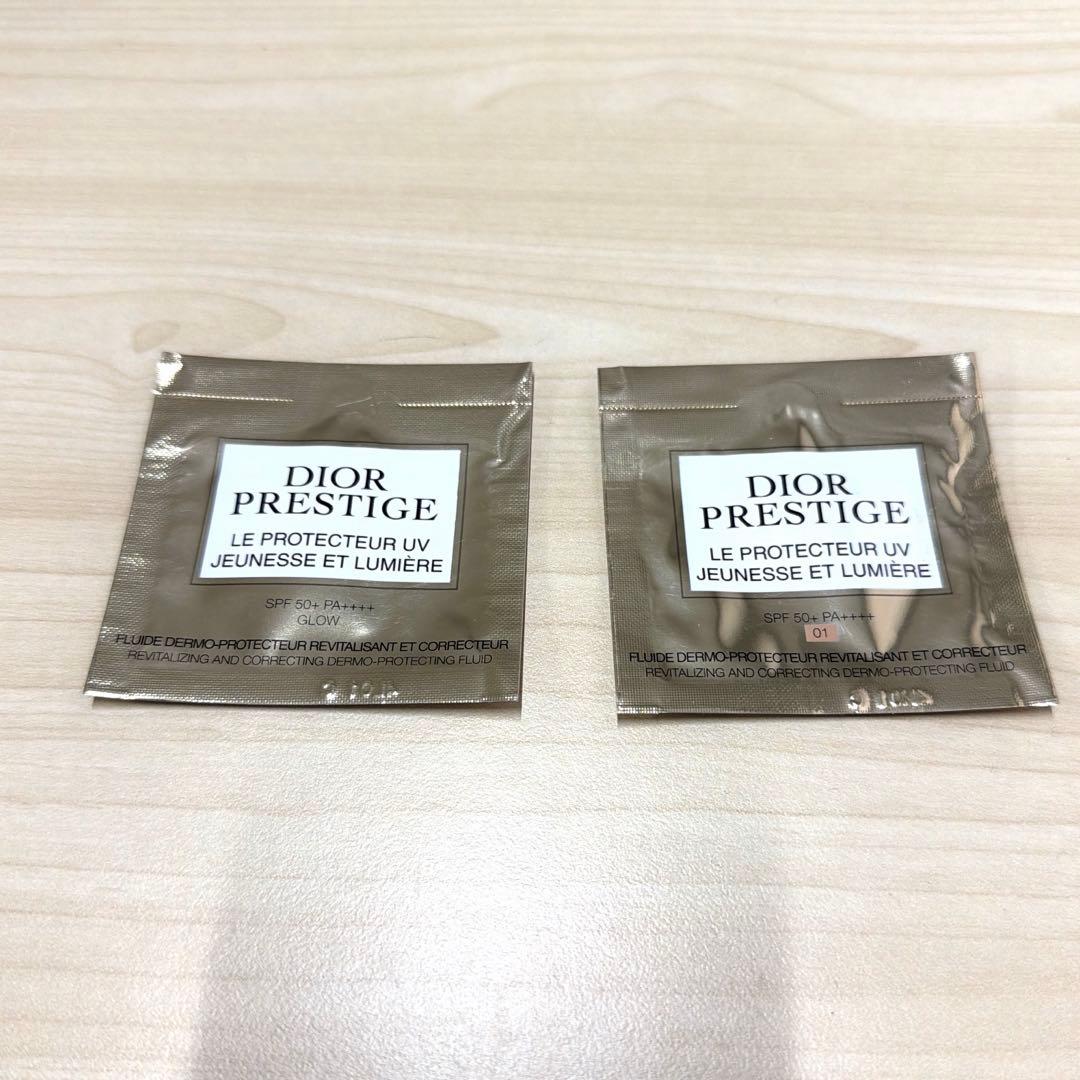 DIOR
PRESTIGE
LE PROTECTEUR UV
JEUNESSE ET LUMIÈRE
SPF 50+ PA++++
GLOW
FLUIDE DERMO-PROTECTEUR REVITALISANT ET CORRECTEUR
REVITALIZING AND CORRECTING DERMO-PROTECTING FLUID
DIOR
PRESTIGE
LE PROTECTEUR UV
JEUNESSE ET LUMIÈRE
SPF 50+ PA++++
01
FLUIDE DERMO-PROTECTEUR REVITALISANT ET CORRECTEUR
REVITALIZING AND CORRECTING DERMO-PROTECTING FLUID